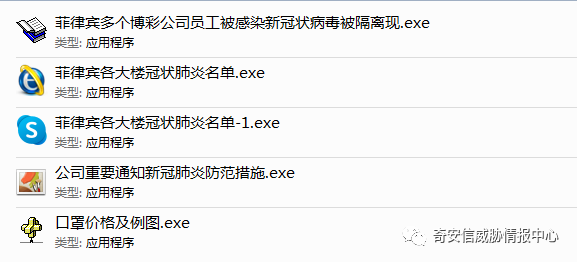 菲律宾多个博彩公司员工被感染新冠状病毒被隔离现.exe
类型: 应用程序
菲律宾各大楼冠状肺炎名单.exe
类型: 应用程序
菲律宾各大楼冠状肺炎名单-1.exe
类型: 应用程序
公司重要通知新冠肺炎防范措施.exe
类型: 应用程序
口罩价格及例图.exe
类型: 应用程序
奇安信威胁情报中心